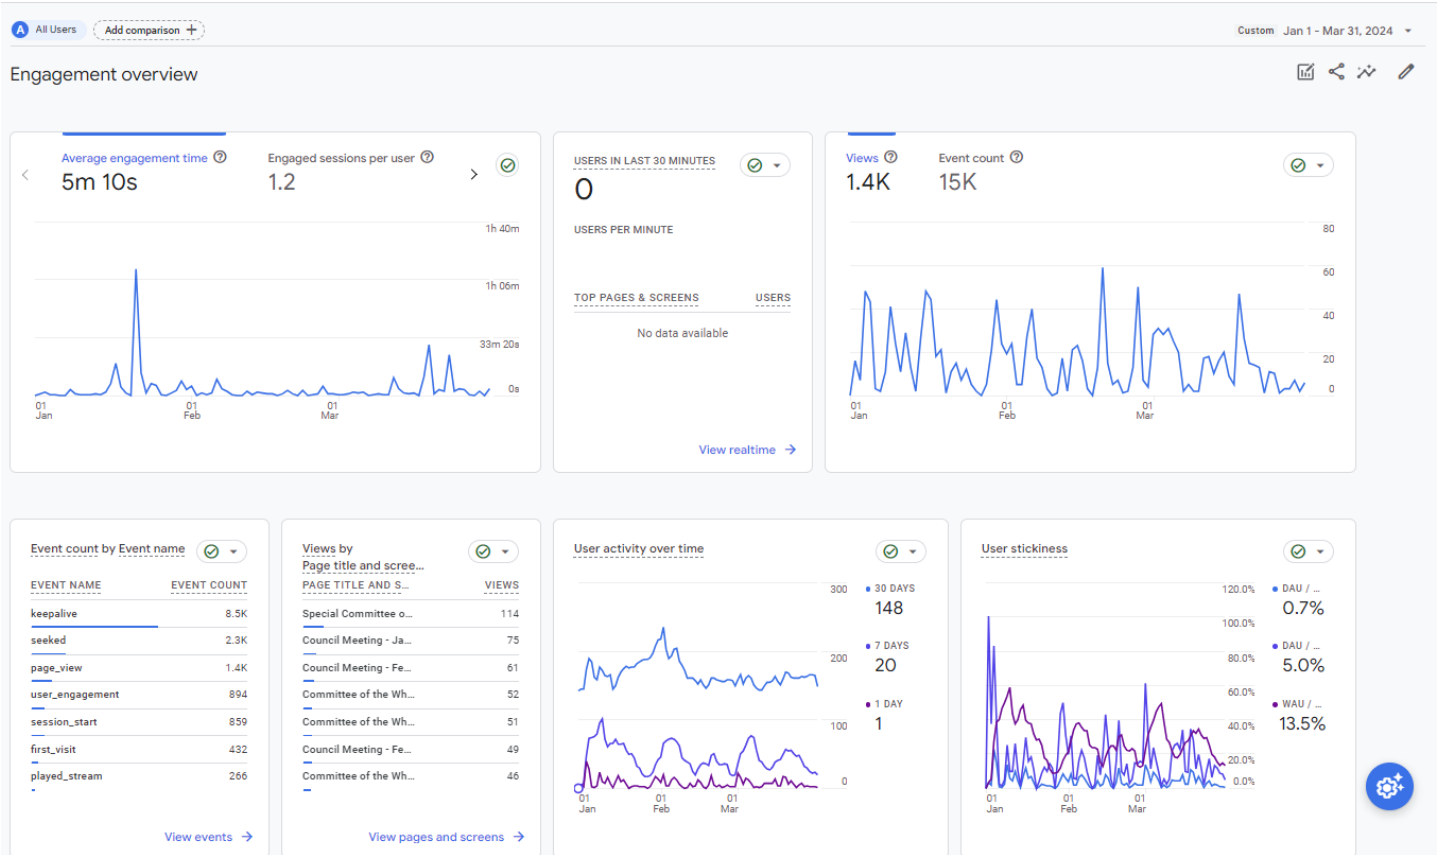 A All Users Add comparison + Custom Jan 1 - Mar 31, 2024
Engagement overview
Average engagement time
5m 10s
Engaged sessions per user
1.2
1h 40m
1h 06m
33m 20s
0s
01 Jan
01 Feb
01 Mar
USERS IN LAST 30 MINUTES
0
USERS PER MINUTE
TOP PAGES & SCREENS USERS
No data available
View realtime
Views
1.4K
Event count
15K
80
60
40
20
0
01 Jan
01 Feb
01 Mar
Event count by Event name
EVENT NAME EVENT COUNT
keepalive 8.5K
seeked 2.3K
page_view 1.4K
user_engagement 894
session_start 859
first_visit 432
played_stream 266
View events
Views by
Page title and scree...
PAGE TITLE AND S... VIEWS
Special Committee o... 114
Council Meeting - Ja... 75
Council Meeting - Fe... 61
Committee of the Wh... 52
Committee of the Wh... 51
Council Meeting - Fe... 49
Committee of the Wh... 46
View pages and screens
User activity over time
300
200
100
0
01 Jan
01 Feb
01 Mar
30 DAYS
148
7 DAYS
20
1 DAY
1
User stickiness
120.0%
100.0%
80.0%
60.0%
40.0%
20.0%
0.0%
01 Jan
01 Feb
01 Mar
DAU / ...
0.7%
DAU / ...
5.0%
WAU / ...
13.5%